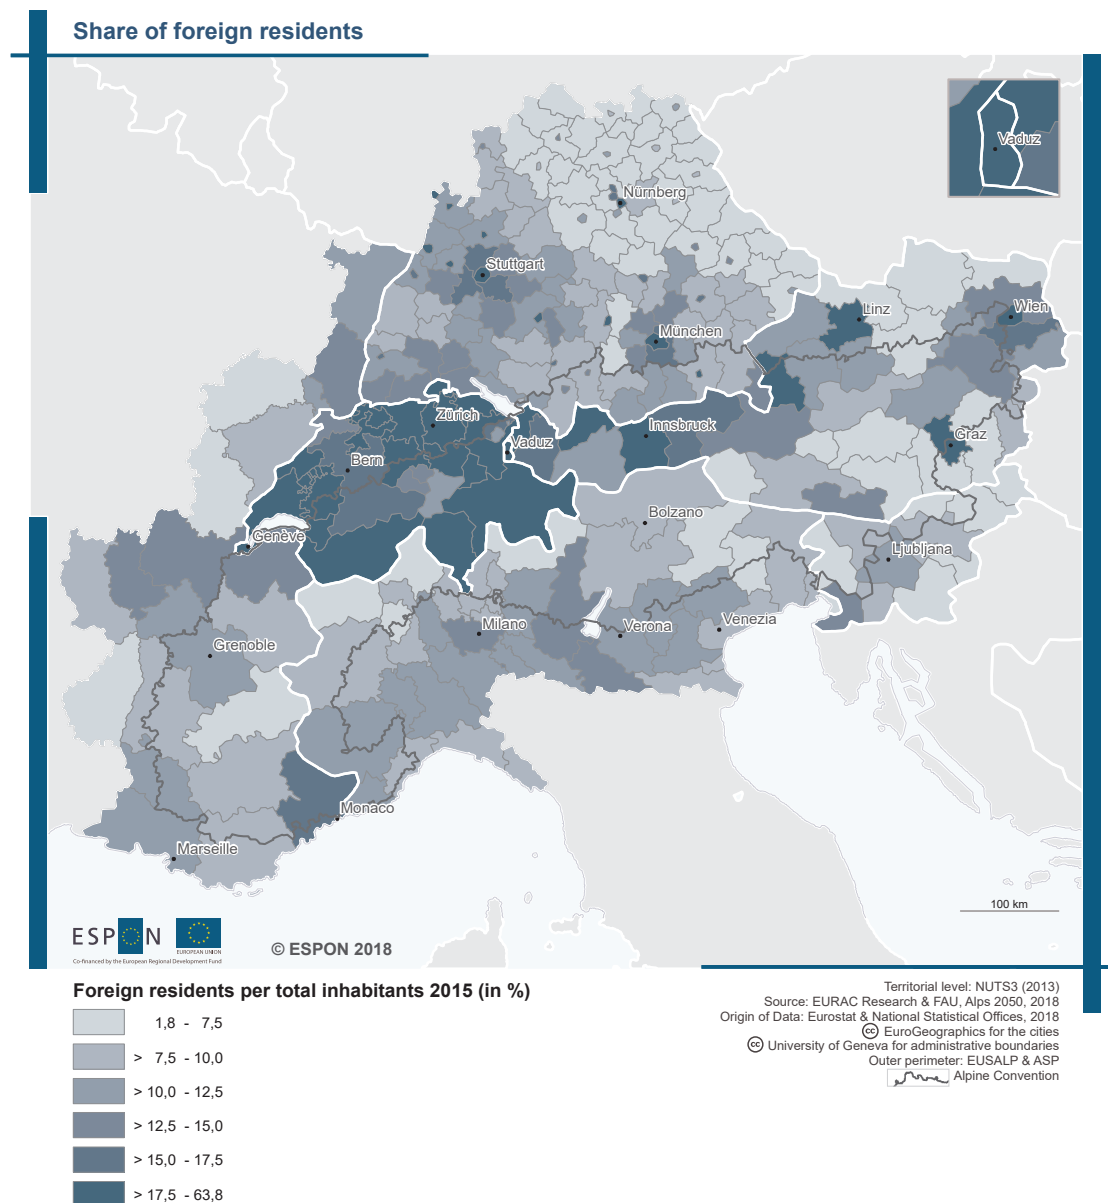 Share of foreign residents
Vaduz
Nürnberg
Stuttgart
Linz
Wien
München
Zürich
Innsbruck
Graz
Vaduz
Bern
Bolzano
Genève
Ljubljana
Milano
Verona
Venezia
Grenoble
Monaco
Marseille
100 km
ESPON
EUROPEAN UNION
Co-financed by the European Regional Development Fund
© ESPON 2018
Foreign residents per total inhabitants 2015 (in %)
1,8 - 7,5
> 7,5 - 10,0
> 10,0 - 12,5
> 12,5 - 15,0
> 15,0 - 17,5
> 17,5 - 63,8
Territorial level: NUTS3 (2013)
Source: EURAC Research & FAU, Alps 2050, 2018
Origin of Data: Eurostat & National Statistical Offices, 2018
cc EuroGeographics for the cities
cc University of Geneva for administrative boundaries
Outer perimeter: EUSALP & ASP
Alpine Convention